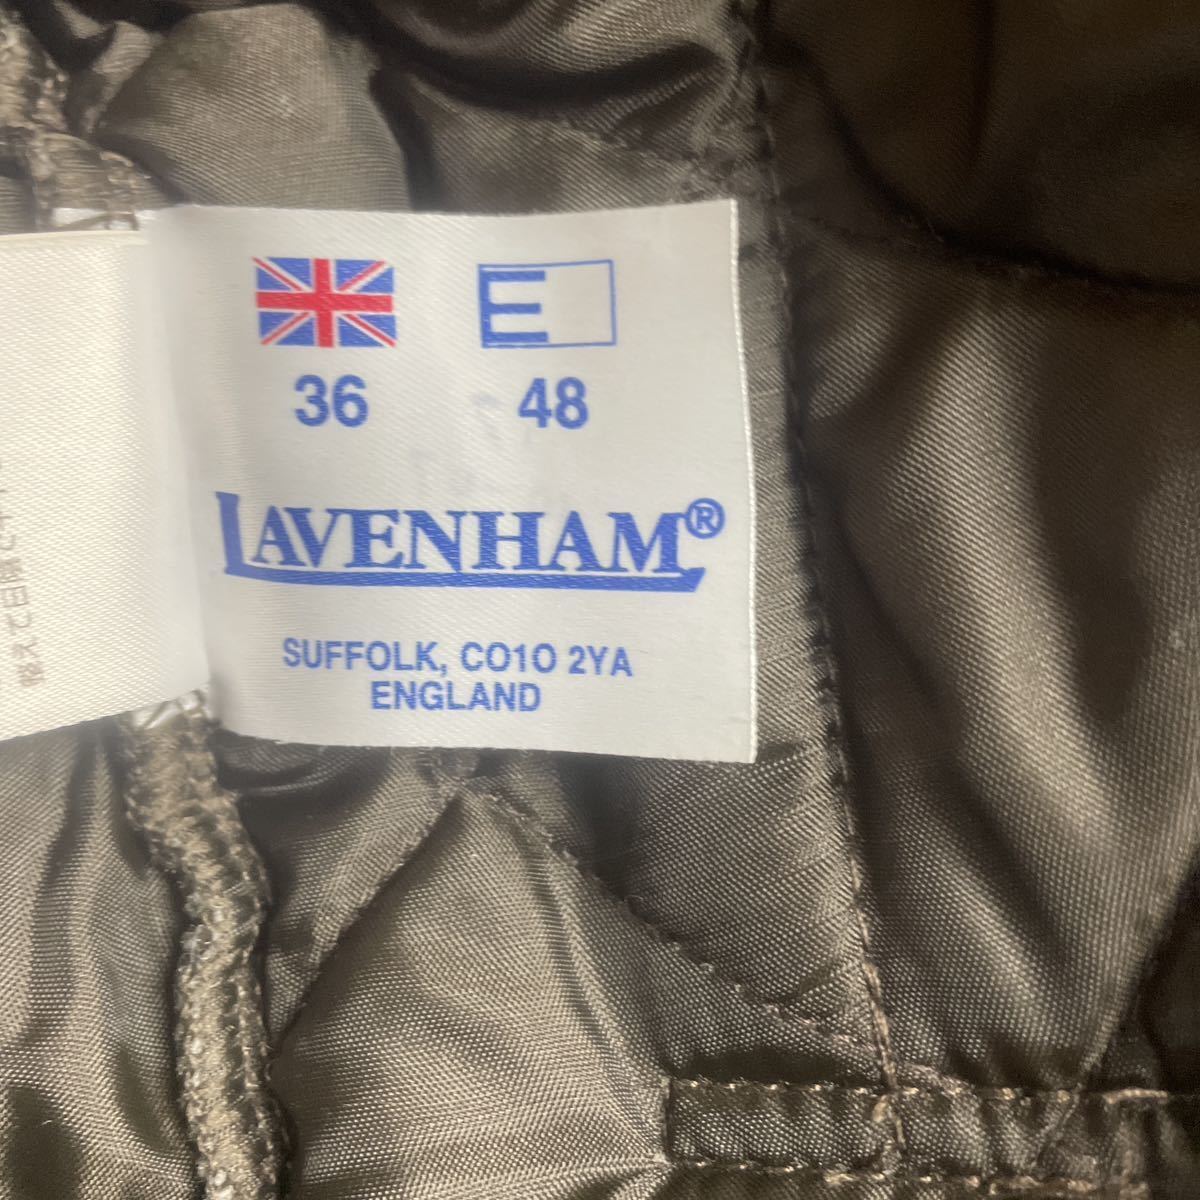 E
36 48
LAVENHAM®
SUFFOLK, CO10 2YA
ENGLAND